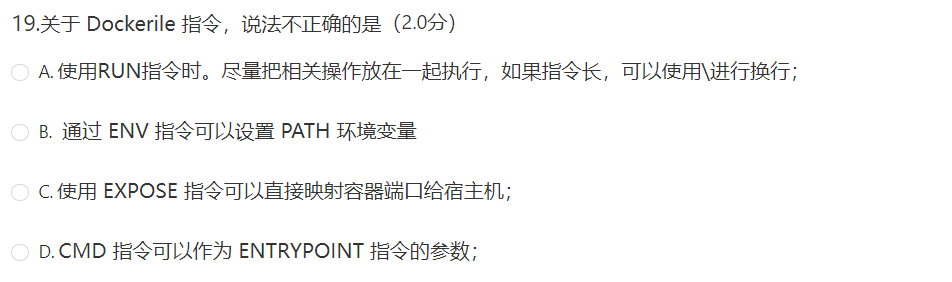 19.关于 Dockerile 指令，说法不正确的是（2.0分）
A. 使用RUN指令时。尽量把相关操作放在一起执行，如果指令长，可以使用\进行换行；
B. 通过 ENV 指令可以设置 PATH 环境变量
C. 使用 EXPOSE 指令可以直接映射容器端口给宿主机；
D. CMD 指令可以作为 ENTRYPOINT 指令的参数；